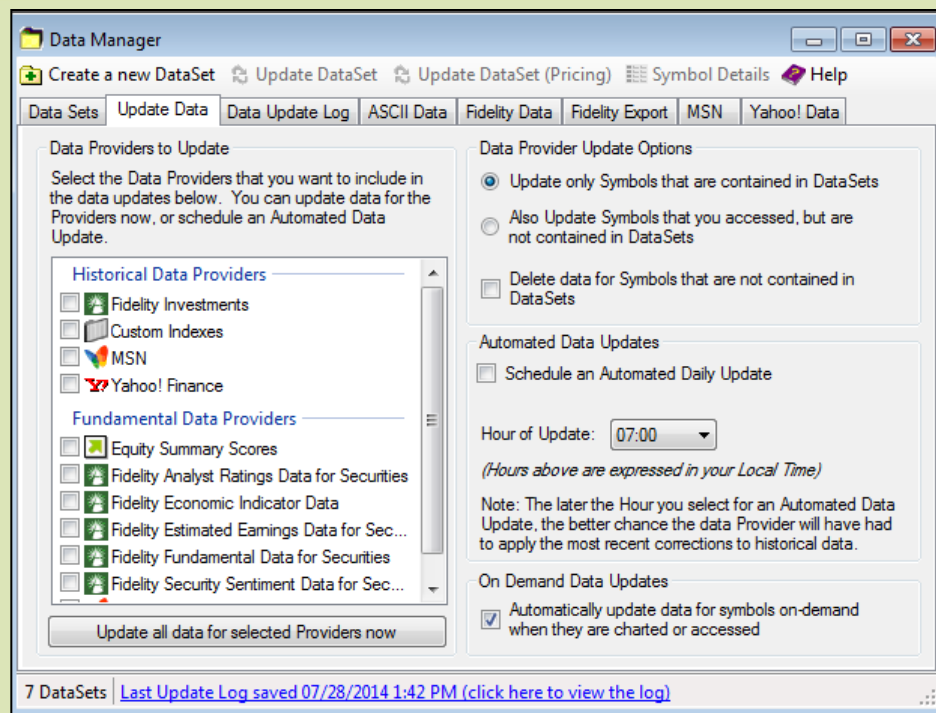 Data Manager
Create a new DataSet Update DataSet Update DataSet (Pricing) Symbol Details Help
Data Sets Update Data Data Update Log ASCII Data Fidelity Data Fidelity Export MSN Yahoo! Data
Data Providers to Update
Select the Data Providers that you want to include in
the data updates below. You can update data for the
Providers now, or schedule an Automated Data
Update.
Historical Data Providers
Fidelity Investments
Custom Indexes
MSN
Yahoo! Finance
Fundamental Data Providers
Equity Summary Scores
Fidelity Analyst Ratings Data for Securities
Fidelity Economic Indicator Data
Fidelity Estimated Earnings Data for Sec...
Fidelity Fundamental Data for Securities
Fidelity Security Sentiment Data for Sec...
Update all data for selected Providers now
Data Provider Update Options
Update only Symbols that are contained in DataSets
Also Update Symbols that you accessed, but are
not contained in DataSets
Delete data for Symbols that are not contained in
DataSets
Automated Data Updates
Schedule an Automated Daily Update
Hour of Update: 07:00
(Hours above are expressed in your Local Time)
Note: The later the Hour you select for an Automated Data
Update, the better chance the data Provider will have had
to apply the most recent corrections to historical data.
On Demand Data Updates
Automatically update data for symbols on-demand
when they are charted or accessed
7 DataSets Last Update Log saved 07/28/2014 1:42 PM (click here to view the log)